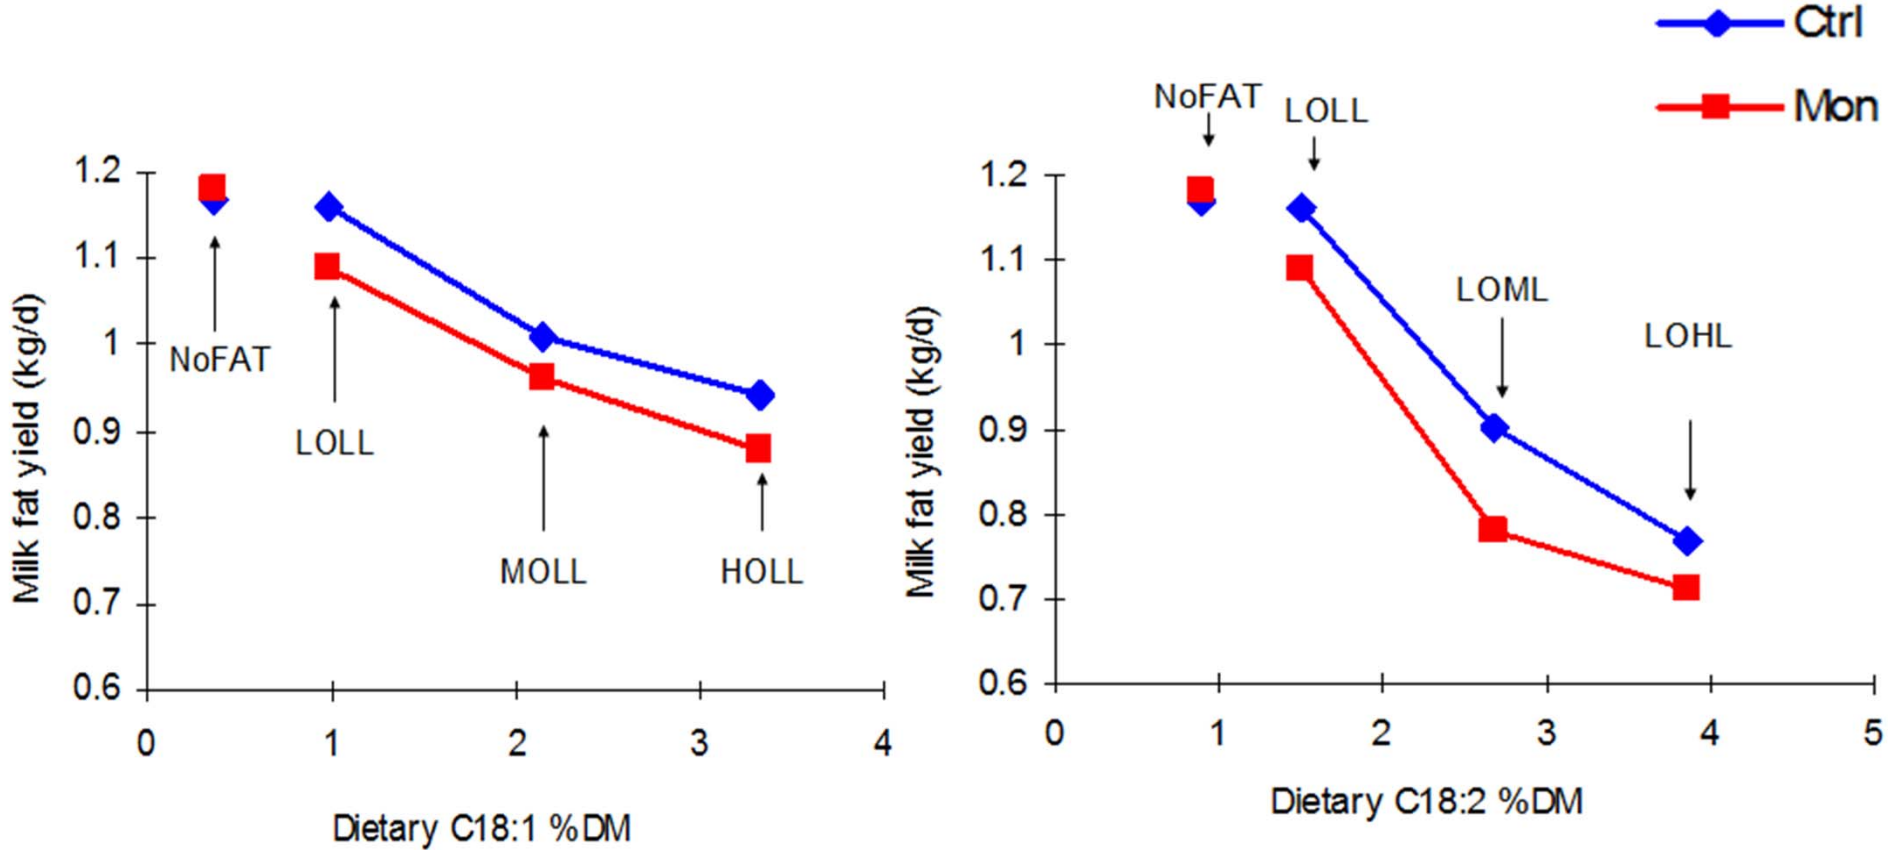 Ctrl
Mon
1.2
1.1
1
0.9
0.8
0.7
0.6
0
1
2
3
4
Milk fat yield (kg/d)
Dietary C18:1 %DM
NoFAT
LOLL
MOLL
HOLL
1.2
1.1
1
0.9
0.8
0.7
0.6
0
1
2
3
4
5
Milk fat yield (kg/d)
Dietary C18:2 %DM
NoFAT
LOLL
LOML
LOHL